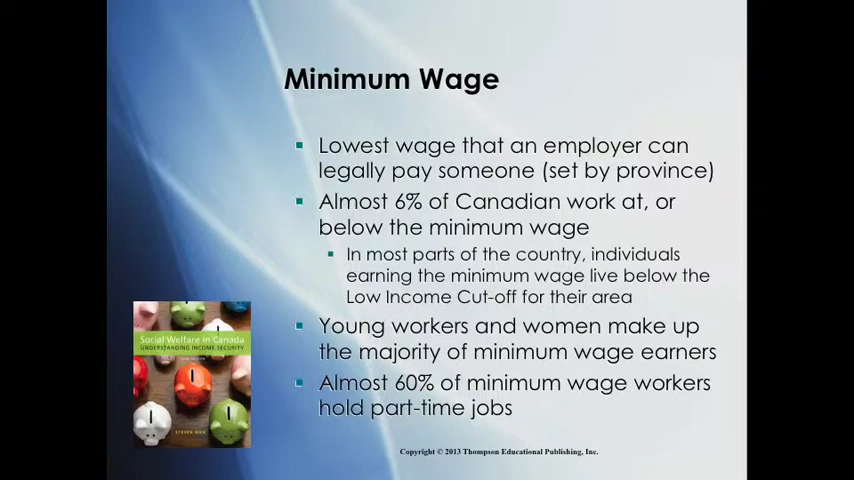 Minimum Wage
Lowest wage that an employer can
legally pay someone (set by province)
Almost 6% of Canadian work at, or
below the minimum wage
In most parts of the country, individuals
earning the minimum wage live below the
Low Income Cut-off for their area
Young workers and women make up
the majority of minimum wage earners
Almost 60% of minimum wage workers
hold part-time jobs
Social Welfare in Canada
UNDERSTANDING INCOME SECURITY
STEVEN HICK
Copyright © 2013 Thompson Educational Publishing, Inc.